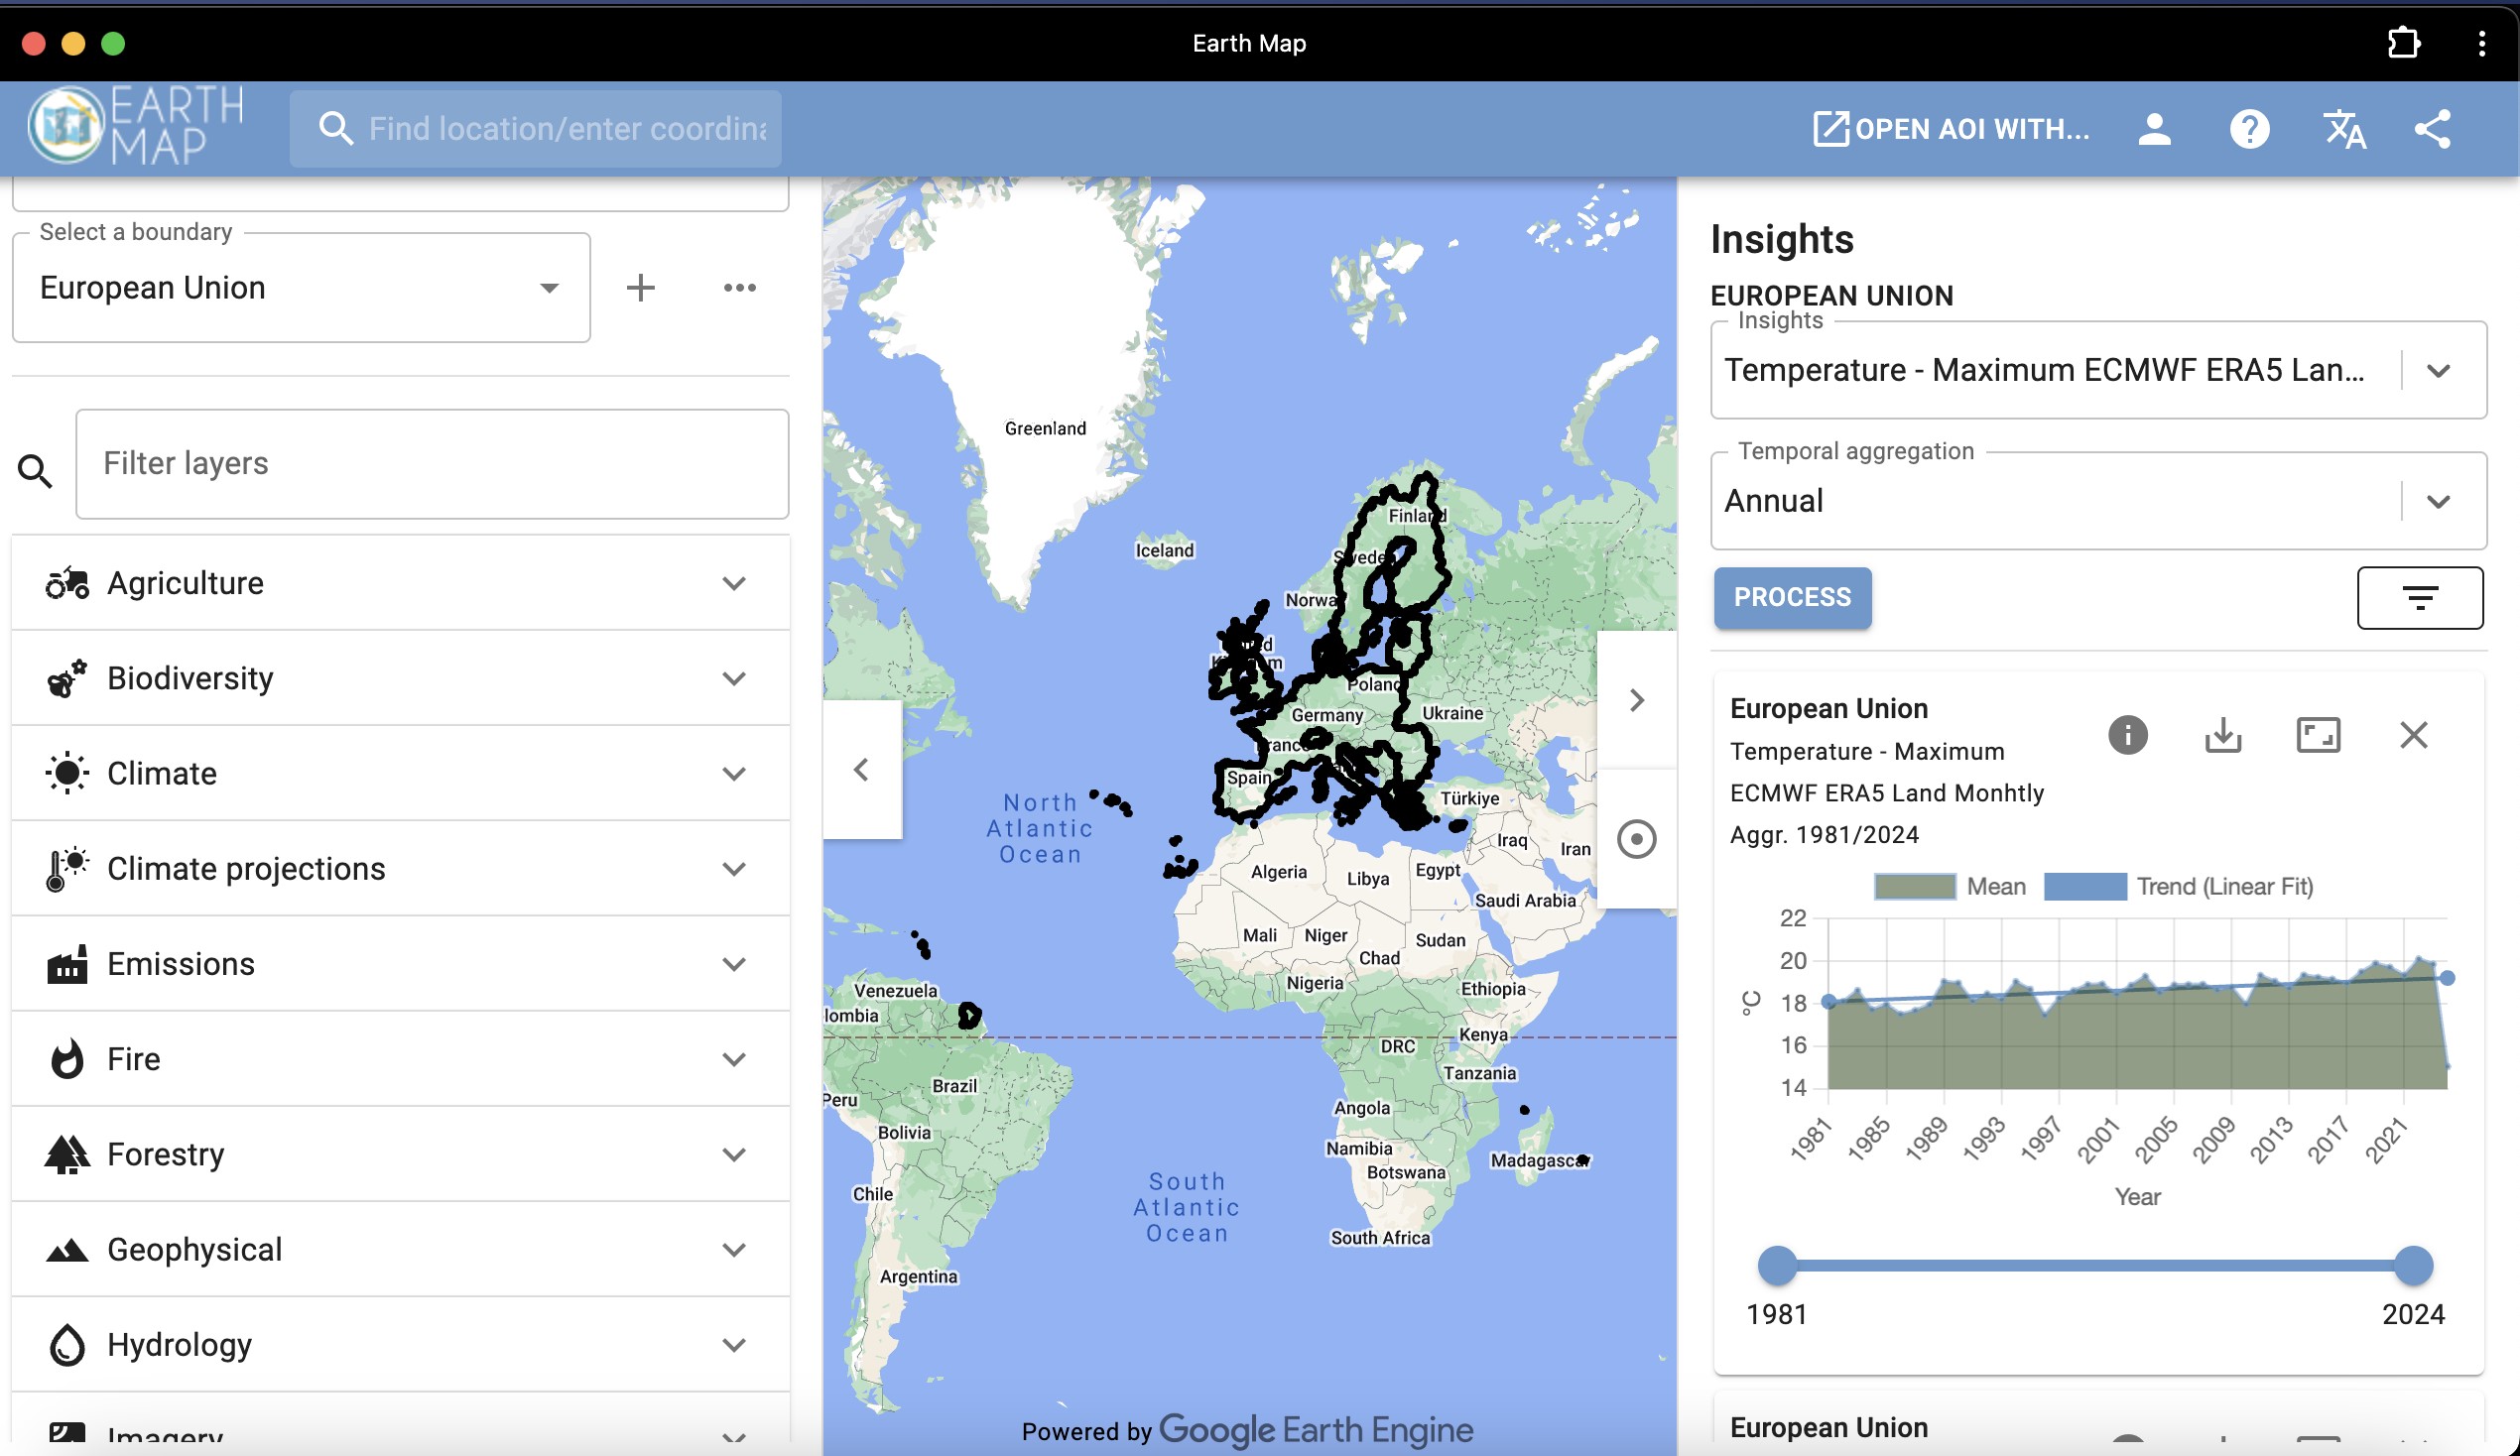 Earth Map
EARTH
MAP
Find location/enter coordina
OPEN AOI WITH...
Select a boundary
European Union
Filter layers
Agriculture
Biodiversity
Climate
Climate projections
Emissions
Fire
Forestry
Geophysical
Hydrology
Imagery
Greenland
Iceland
Finland
Swede
Norwa
Poland
Germany
Ukraine
rance
Spain
Türkiye
North
Atlantic
Ocean
Iraq
Iran
Algeria
Libya
Egypt
Saudi Arabia
Mali
Niger
Sudan
Chad
Nigeria
Ethiopia
Venezuela
lombia
Kenya
DRC
Brazil
Tanzania
Peru
Angola
Bolivia
Namibia
Madagascar
Botswana
South
Atlantic
Ocean
Chile
South Africa
Argentina
Powered by Google Earth Engine
Insights
EUROPEAN UNION
Insights
Temperature - Maximum ECMWF ERA5 Lan...
Temporal aggregation
Annual
PROCESS
European Union
Temperature - Maximum
ECMWF ERA5 Land Monhtly
Aggr. 1981/2024
Mean
Trend (Linear Fit)
22
20
18
16
14
°C
1981
1985
1989
1993
1997
2001
2005
2009
2013
2017
2021
Year
1981
2024
European Union